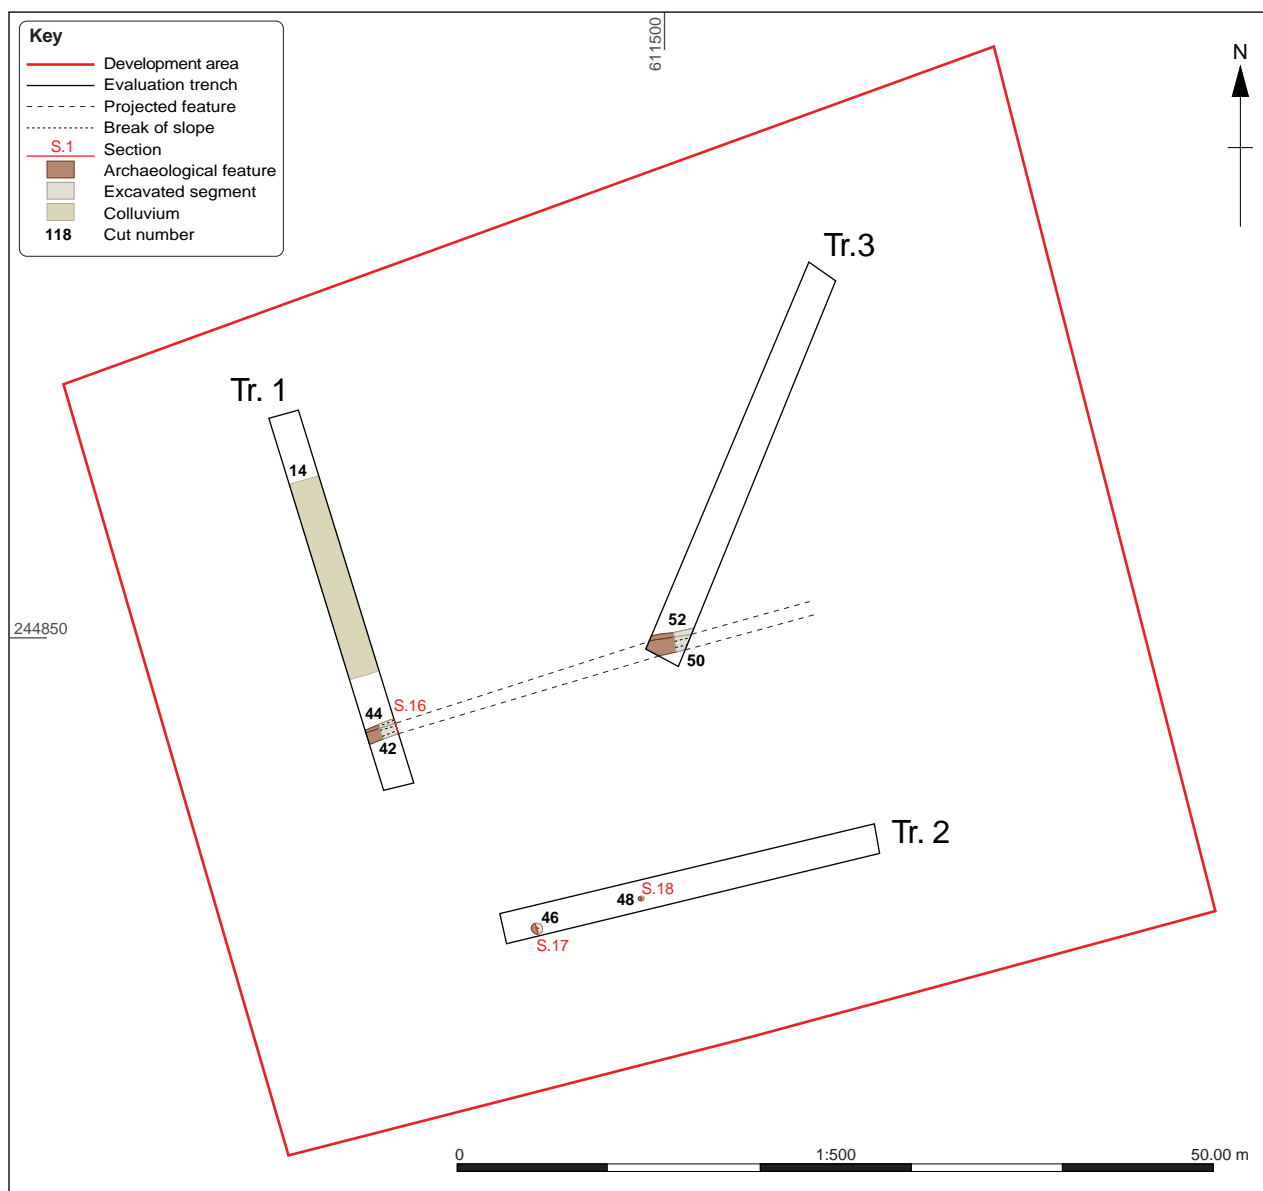 Key
Development area
Evaluation trench
Projected feature
Break of slope
S.1 Section
Archaeological feature
Excavated segment
Colluvium
118 Cut number
611500
N
Tr.3
Tr. 1
14
52
244850
50
44
S.16
42
Tr. 2
48
S.18
46
S.17
0
1:500
50.00 m